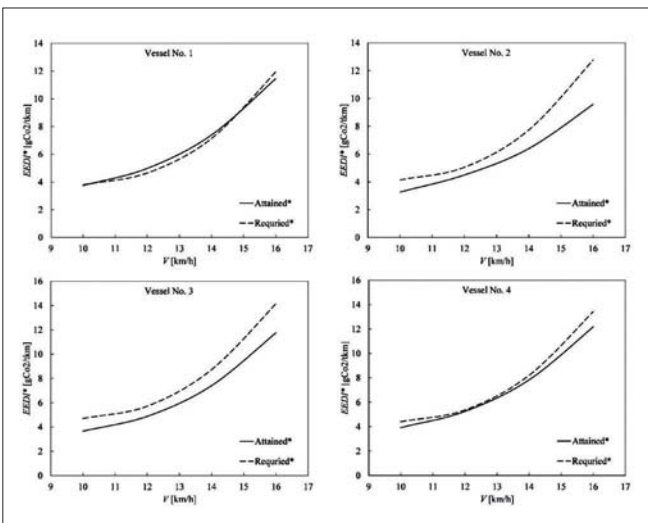 Vessel No. 1
EEDI* [gCo2/tkm]
14
12
10
8
6
4
2
0
Attained*
Requried*
9 10 11 12 13 14 15 16 17
V [km/h]
Vessel No. 2
EEDI* [gCo2/tkm]
14
12
10
8
6
4
2
0
Attained*
Requried*
9 10 11 12 13 14 15 16 17
V [km/h]
Vessel No. 3
EEDI* [gCo2/tkm]
16
14
12
10
8
6
4
2
0
Attained*
Requried*
9 10 11 12 13 14 15 16 17
V [km/h]
Vessel No. 4
EEDI* [gCo2/tkm]
16
14
12
10
8
6
4
2
0
Attained*
Requried*
9 10 11 12 13 14 15 16 17
V [km/h]